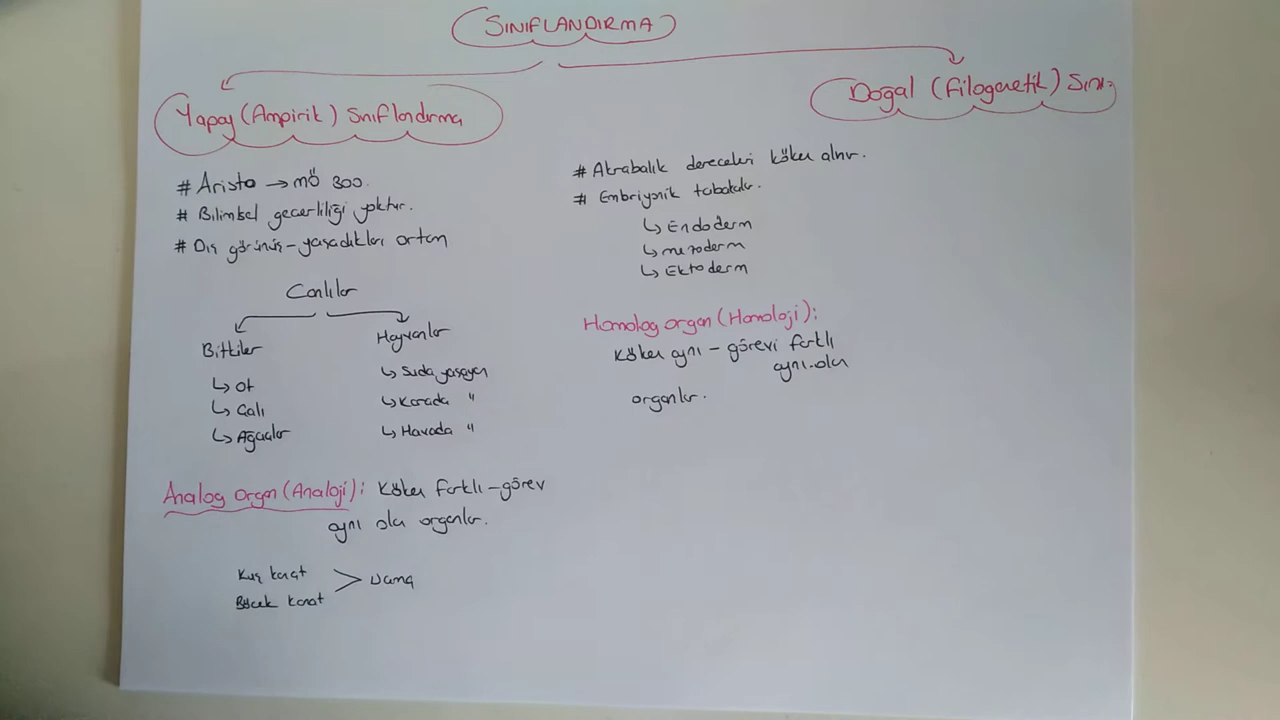 SINIFLANDIRMA
Yapay (Ampirik) Sınıflandırma
# Aristo → mö 300.
# Bilimsel geçerliliği yoktur.
# Dış görünüş - yaşadıkları ortam
Canlılar
Bitkiler
↳ ot
↳ Çalı
↳ Ağaçlar
Hayvanlar
↳ Suda yaşayan
↳ Karada "
↳ Havada "
Analog organ (Analoji): Köken farklı - görev
aynı olan organlar.
Kuş kanat
Böcek kanat > uçma
Doğal (Filogenetik) Sını
# Akrabalık dereceleri köken alınır.
# Embriyonik tabakalar.
↳ Endoderm
↳ mezoderm
↳ Ektoderm
Homolog organ (Homoloji):
Köken aynı - görevi farklı
aynı olan
organlar.